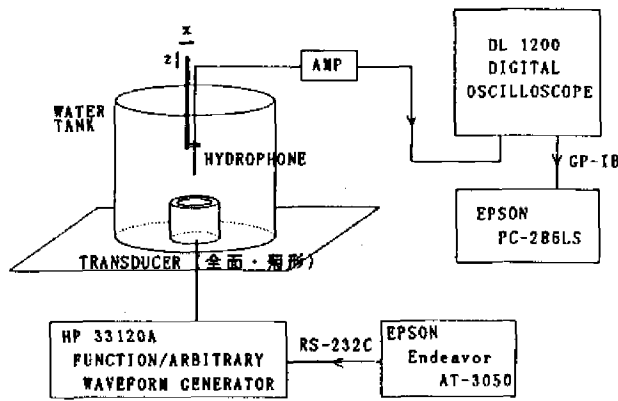 x
z
AMP
DL 1200
DIGITAL
OSCILLOSCOPE
WATER
TANK
HYDROPHONE
GP-IB
EPSON
PC-286LS
TRANSDUCER (全面・菊形)
HP 33120A
FUNCTION/ARBITRARY
WAVEFORM GENERATOR
RS-232C
EPSON
Endeavor
AT-3050